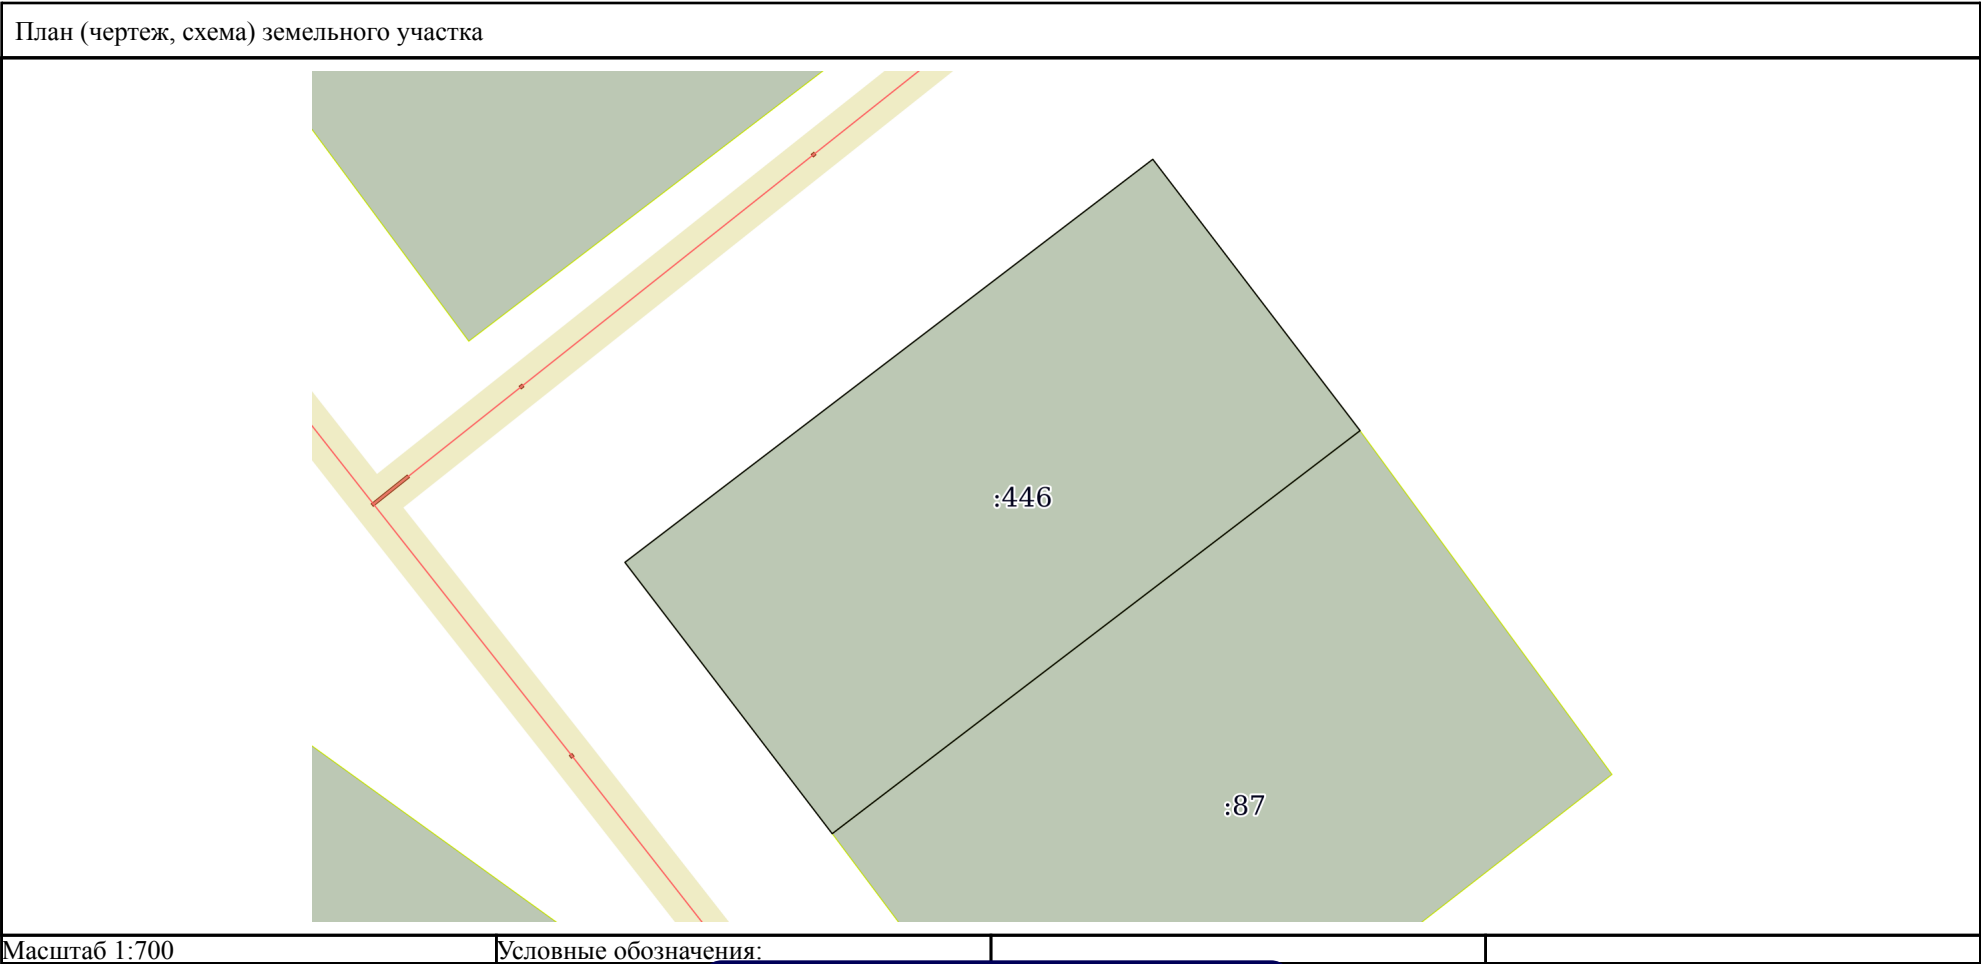 План (чертеж, схема) земельного участка
:446
:87
Масштаб 1:700
Условные обозначения: